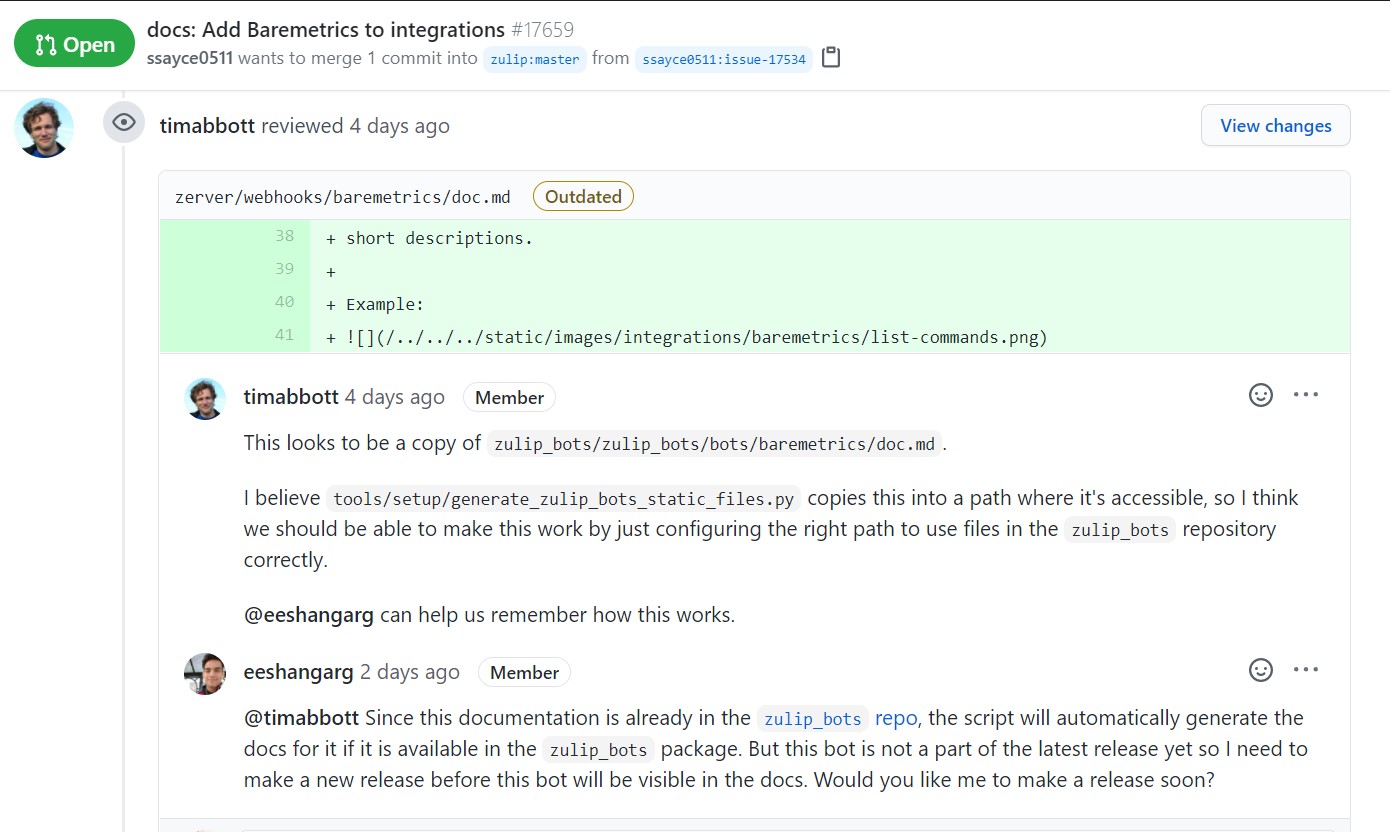 Open
docs: Add Baremetrics to integrations #17659
ssayce0511 wants to merge 1 commit into zulip:master from ssayce0511:issue-17534
timabbott reviewed 4 days ago
View changes
zerver/webhooks/baremetrics/doc.md Outdated
38 + short descriptions.
39 +
40 + Example:
41 + ![](/../../../static/images/integrations/baremetrics/list-commands.png)
timabbott 4 days ago Member
This looks to be a copy of zulip_bots/zulip_bots/bots/baremetrics/doc.md.
I believe tools/setup/generate_zulip_bots_static_files.py copies this into a path where it's accessible, so I think
we should be able to make this work by just configuring the right path to use files in the zulip_bots repository
correctly.
@eeshangarg can help us remember how this works.
eeshangarg 2 days ago Member
@timabbott Since this documentation is already in the zulip_bots repo, the script will automatically generate the
docs for it if it is available in the zulip_bots package. But this bot is not a part of the latest release yet so I need to
make a new release before this bot will be visible in the docs. Would you like me to make a release soon?